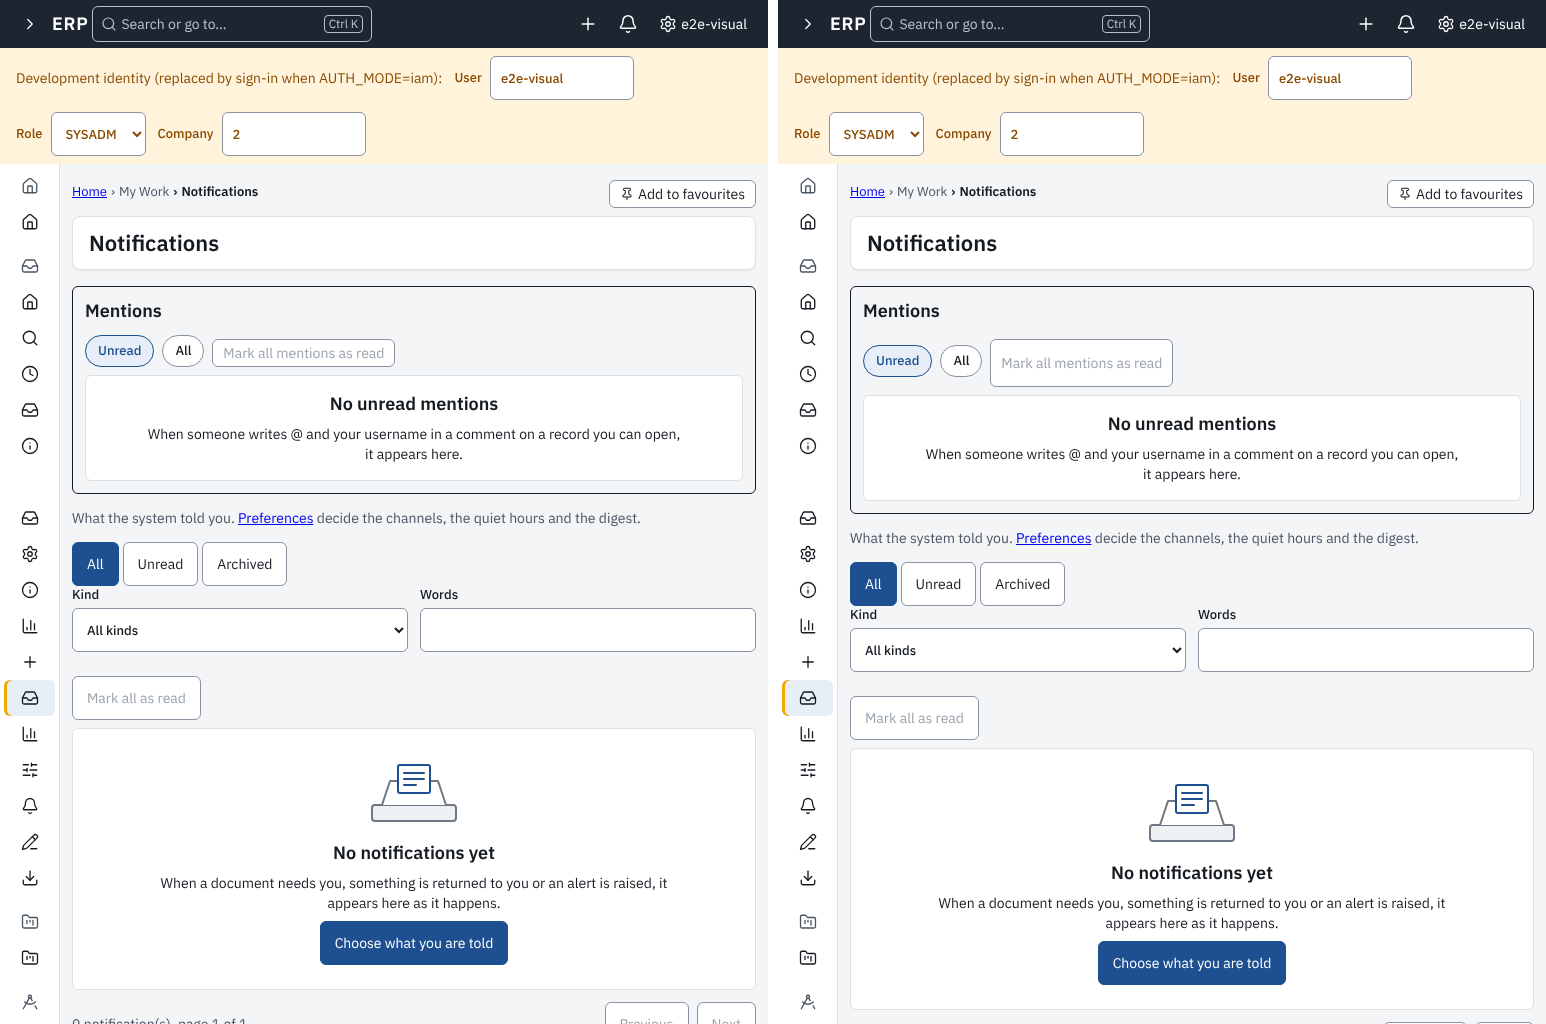 ERP Search or go to... Ctrl K e2e-visual
Development identity (replaced by sign-in when AUTH_MODE=iam): User e2e-visual
Role SYSADM Company 2
Home › My Work › Notifications Add to favourites
Notifications
Mentions
Unread All Mark all mentions as read
No unread mentions
When someone writes @ and your username in a comment on a record you can open,
it appears here.
What the system told you. Preferences decide the channels, the quiet hours and the digest.
All Unread Archived
Kind Words
All kinds
Mark all as read
No notifications yet
When a document needs you, something is returned to you or an alert is raised, it
appears here as it happens.
Choose what you are told
0 notification(s), page 1 of 1 Previous Next
ERP Search or go to... Ctrl K e2e-visual
Development identity (replaced by sign-in when AUTH_MODE=iam): User e2e-visual
Role SYSADM Company 2
Home › My Work › Notifications Add to favourites
Notifications
Mentions
Unread All Mark all mentions as read
No unread mentions
When someone writes @ and your username in a comment on a record you can open,
it appears here.
What the system told you. Preferences decide the channels, the quiet hours and the digest.
All Unread Archived
Kind Words
All kinds
Mark all as read
No notifications yet
When a document needs you, something is returned to you or an alert is raised, it
appears here as it happens.
Choose what you are told